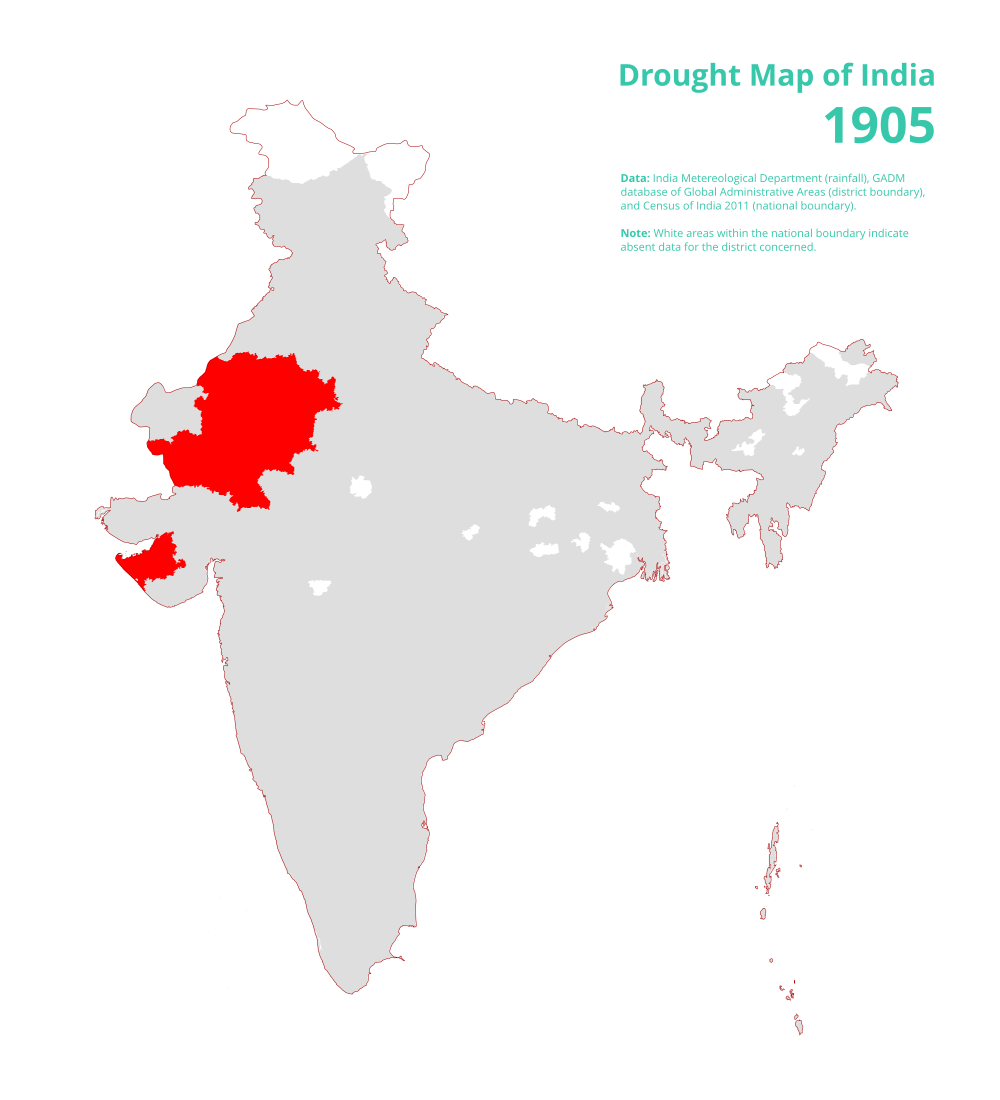 Drought Map of India
1905
Data: India Metereological Department (rainfall), GADM
database of Global Administrative Areas (district boundary),
and Census of India 2011 (national boundary).
Note: White areas within the national boundary indicate
absent data for the district concerned.